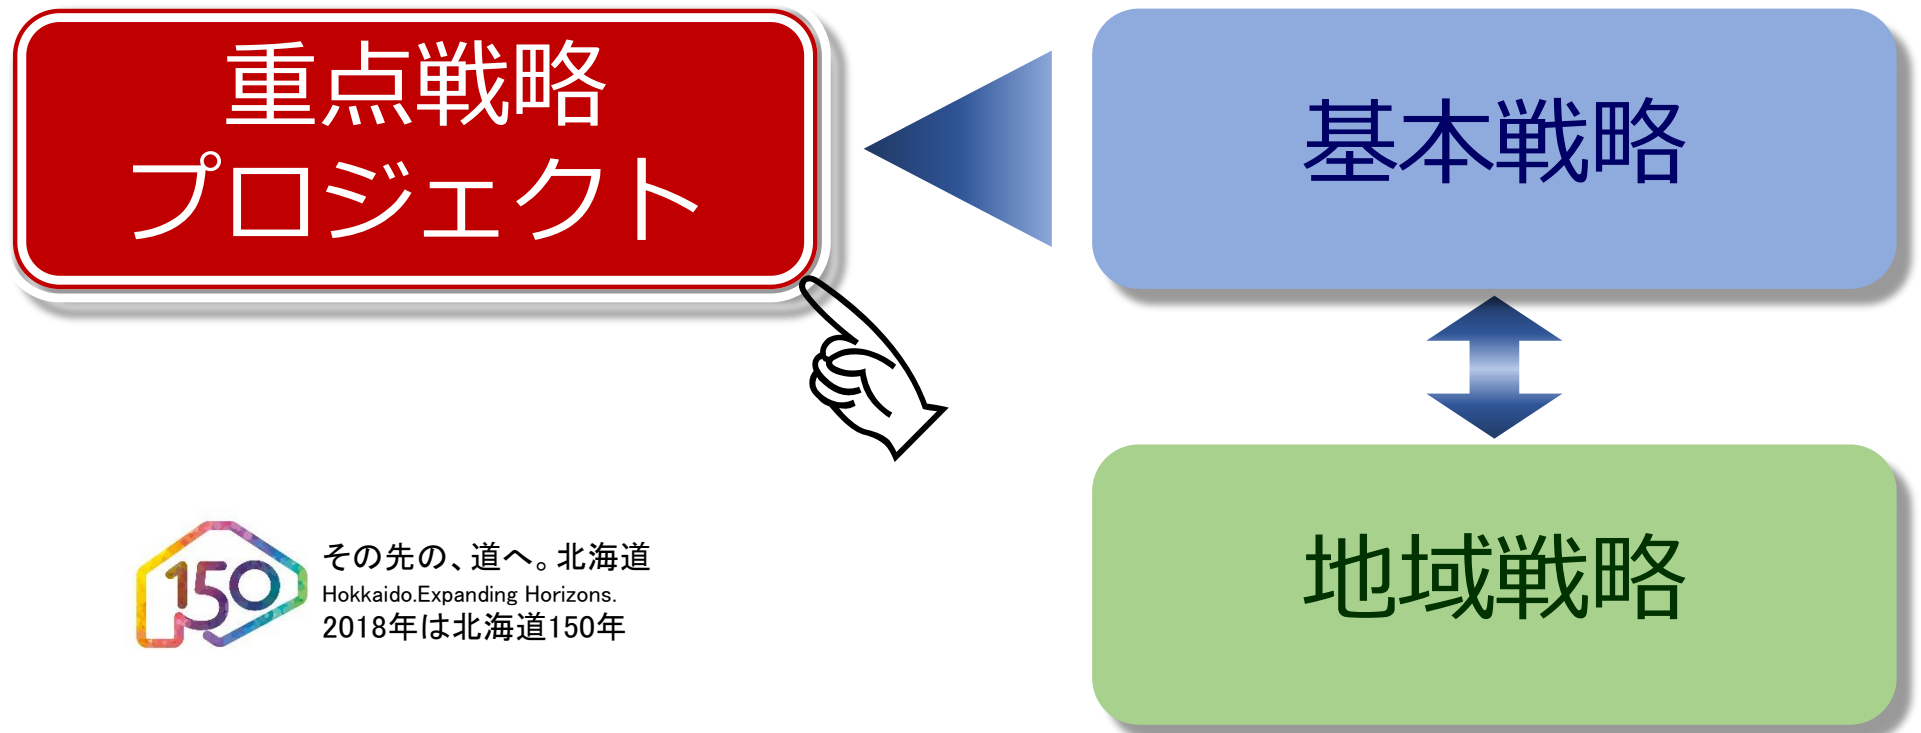 重点戦略
プロジェクト
基本戦略
地域戦略
150
その先の、道へ。北海道
Hokkaido.Expanding Horizons.
2018年は北海道150年